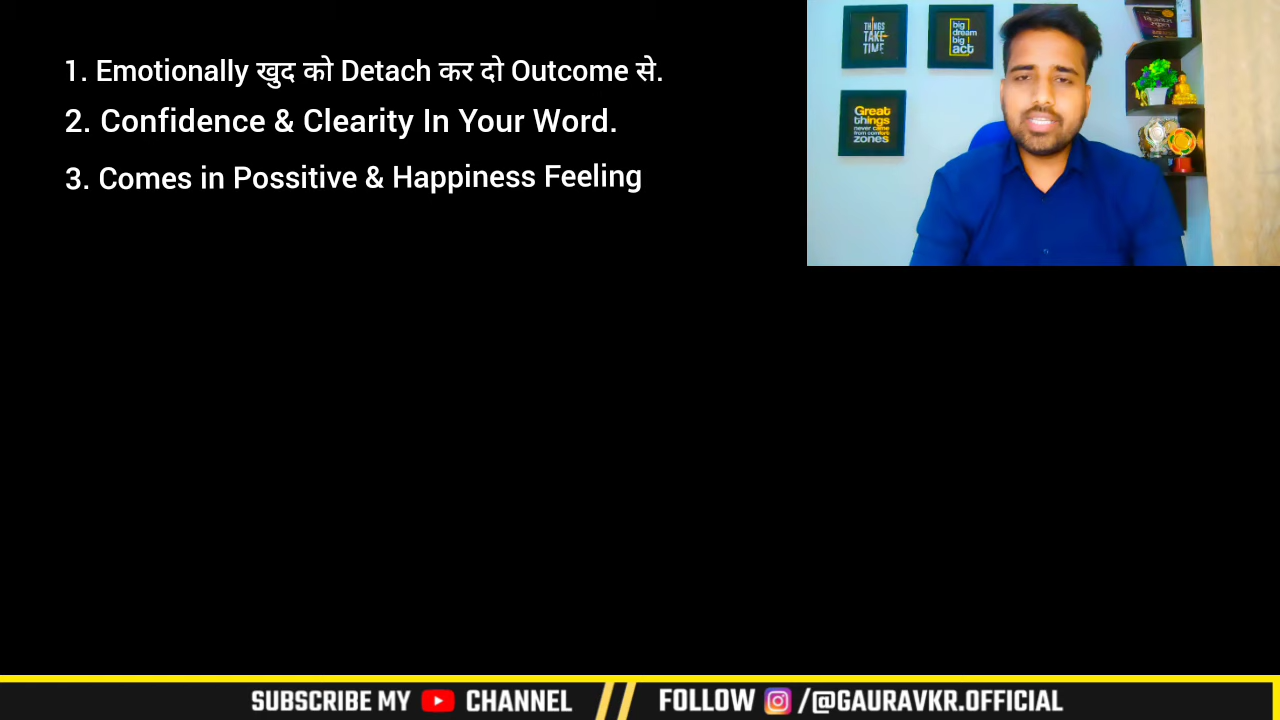 1. Emotionally खुद को Detach कर दो Outcome से.
2. Confidence & Clearity In Your Word.
3. Comes in Possitive & Happiness Feeling
THINGS
TAKE
TIME
big
dream
big
act
Great
things
never came
from comfort
zones
SUBSCRIBE MY CHANNEL // FOLLOW /@GAURAVKR.OFFICIAL